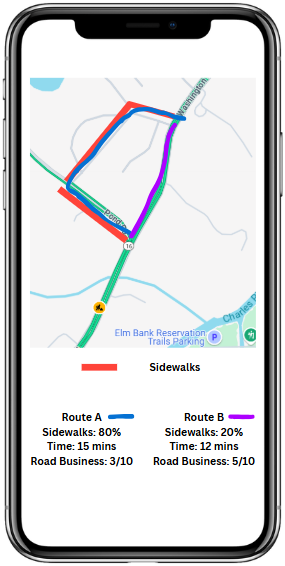 Washington
Pond
16
Charles
Elm Bank Reservation
Trails Parking
P
Sidewalks
Route A
Sidewalks: 80%
Time: 15 mins
Road Business: 3/10
Route B
Sidewalks: 20%
Time: 12 mins
Road Business: 5/10